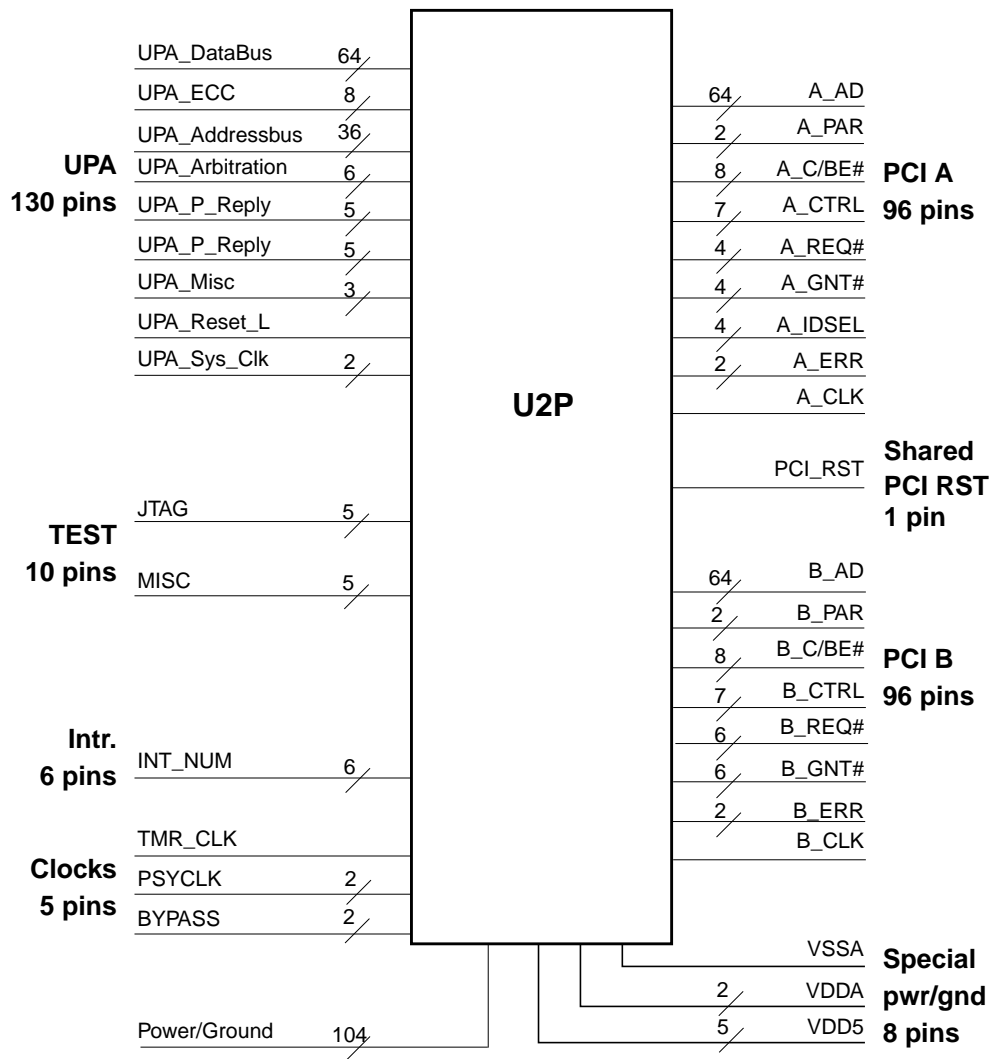 UPA_DataBus 64
UPA_ECC 8
UPA_Addressbus 36
UPA_Arbitration 6
UPA_P_Reply 5
UPA_P_Reply 5
UPA_Misc 3
UPA_Reset_L
UPA_Sys_Clk 2
UPA
130 pins
JTAG 5
MISC 5
TEST
10 pins
INT_NUM 6
Intr.
6 pins
TMR_CLK
PSYCLK 2
BYPASS 2
Clocks
5 pins
Power/Ground 104
U2P
64 A_AD
2 A_PAR
8 A_C/BE#
7 A_CTRL
4 A_REQ#
4 A_GNT#
4 A_IDSEL
2 A_ERR
A_CLK
PCI A
96 pins
PCI_RST
Shared
PCI RST
1 pin
64 B_AD
2 B_PAR
8 B_C/BE#
7 B_CTRL
6 B_REQ#
6 B_GNT#
2 B_ERR
B_CLK
PCI B
96 pins
VSSA
2 VDDA
5 VDD5
Special
pwr/gnd
8 pins